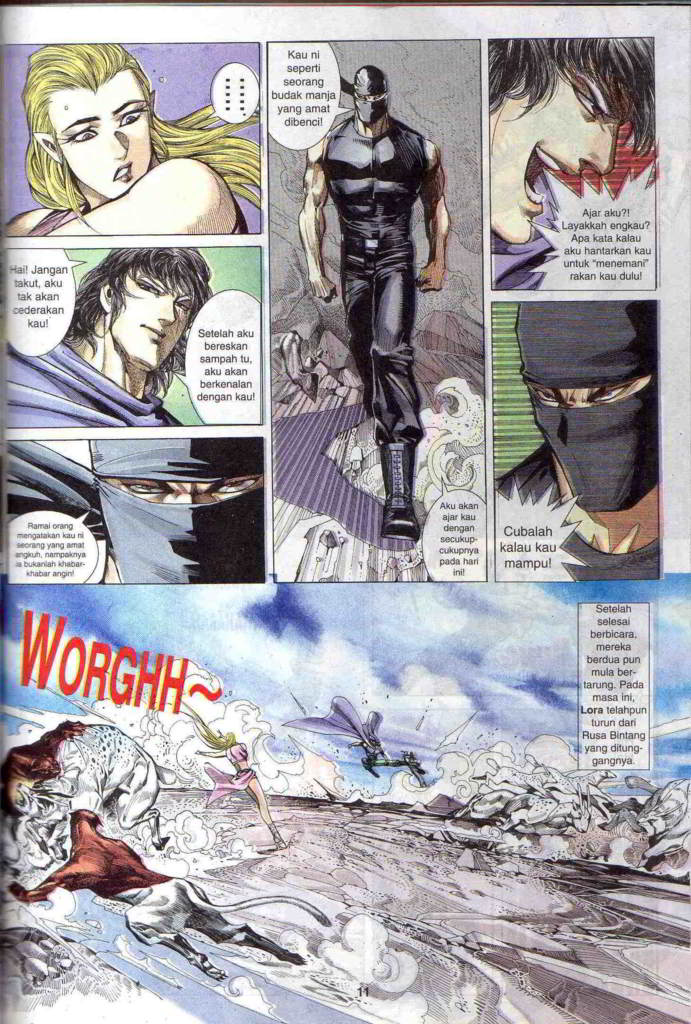 Hai! Jangan
takut, aku
tak akan
cederakan
kau!
Setelah aku
bereskan
sampah tu,
aku akan
berkenalan
dengan kau!
Ramai orang
mengatakan kau ni
seorang yang amat
angkuh, nampaknya
ia bukanlah khabar-
khabar angin!
Kau ni
seperti
seorang
budak manja
yang amat
dibenci!
Aku akan
ajar kau
dengan
secukup-
cukupnya
pada hari
ini!
Ajar aku?!
Layakkah engkau?
Apa kata kalau
aku hantarkan kau
untuk "menemani"
rakan kau dulu!
Cubalah
kalau kau
mampu!
WORGHH~
Setelah
selesai
berbicara,
mereka
berdua pun
mula ber-
tarung. Pada
masa ini,
Lora telahpun
turun dari
Rusa Bintang
yang ditung-
gangnya.
11